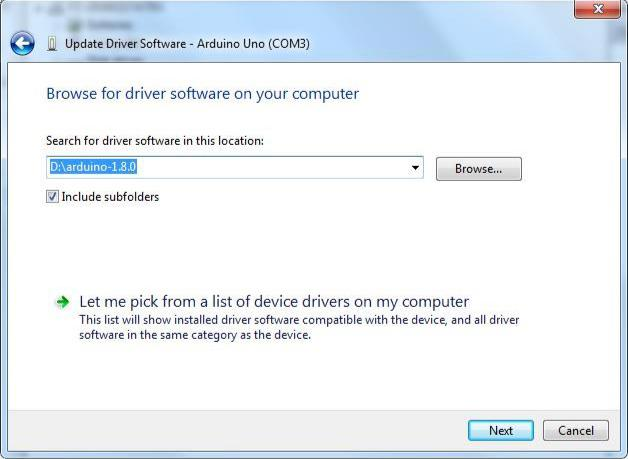 Update Driver Software - Arduino Uno (COM3)
Browse for driver software on your computer
Search for driver software in this location:
D:\arduino-1.8.0
Browse...
Include subfolders
Let me pick from a list of device drivers on my computer
This list will show installed driver software compatible with the device, and all driver
software in the same category as the device.
Next
Cancel